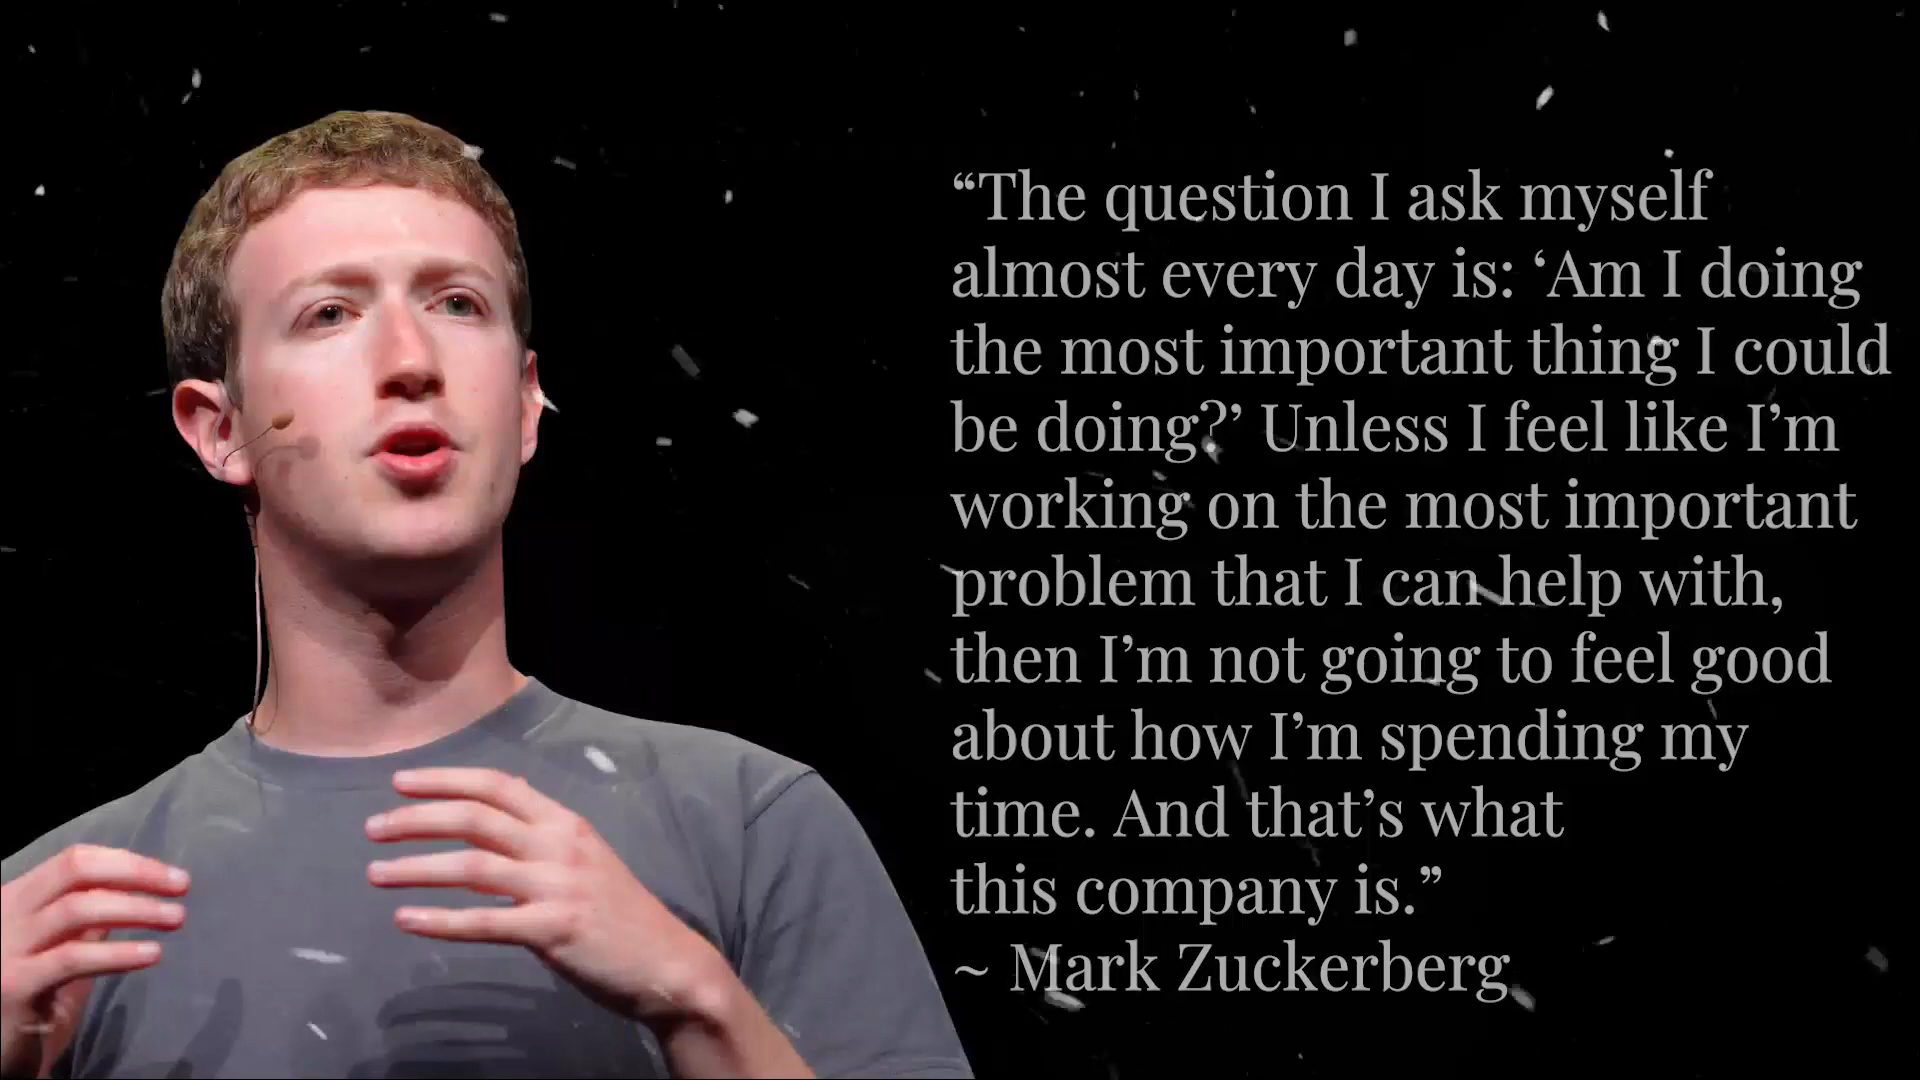 “The question I ask myself
almost every day is: ‘Am I doing
the most important thing I could
be doing?’ Unless I feel like I’m
working on the most important
problem that I can help with,
then I’m not going to feel good
about how I’m spending my
time. And that’s what
this company is.”
~ Mark Zuckerberg